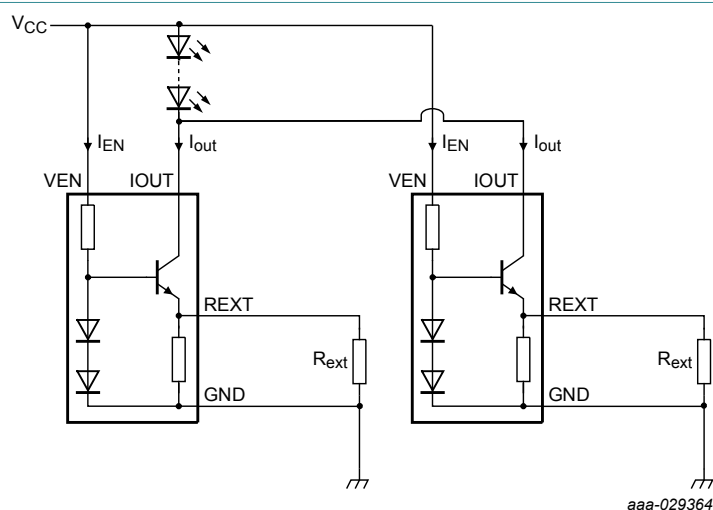 VCC
IEN
Iout
IEN
Iout
VEN
IOUT
VEN
IOUT
REXT
REXT
Rext
Rext
GND
GND
aaa-029364